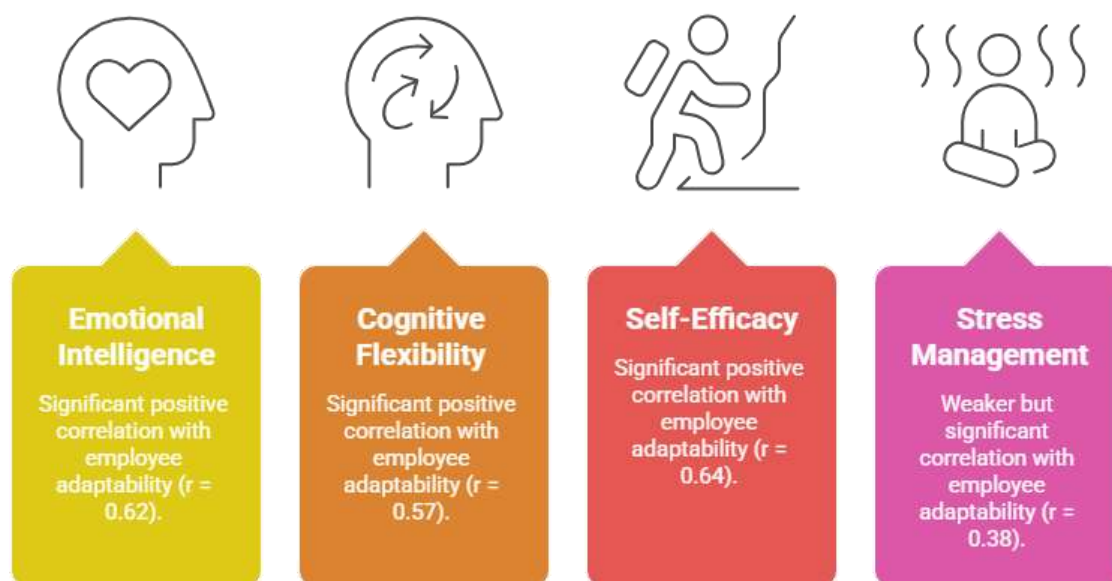 Emotional
Intelligence
Significant positive
correlation with
employee
adaptability (r =
0.62).
Cognitive
Flexibility
Significant positive
correlation with
employee
adaptability (r =
0.57).
Self-Efficacy
Significant positive
correlation with
employee
adaptability (r =
0.64).
Stress
Management
Weaker but
significant
correlation with
employee
adaptability (r =
0.38).